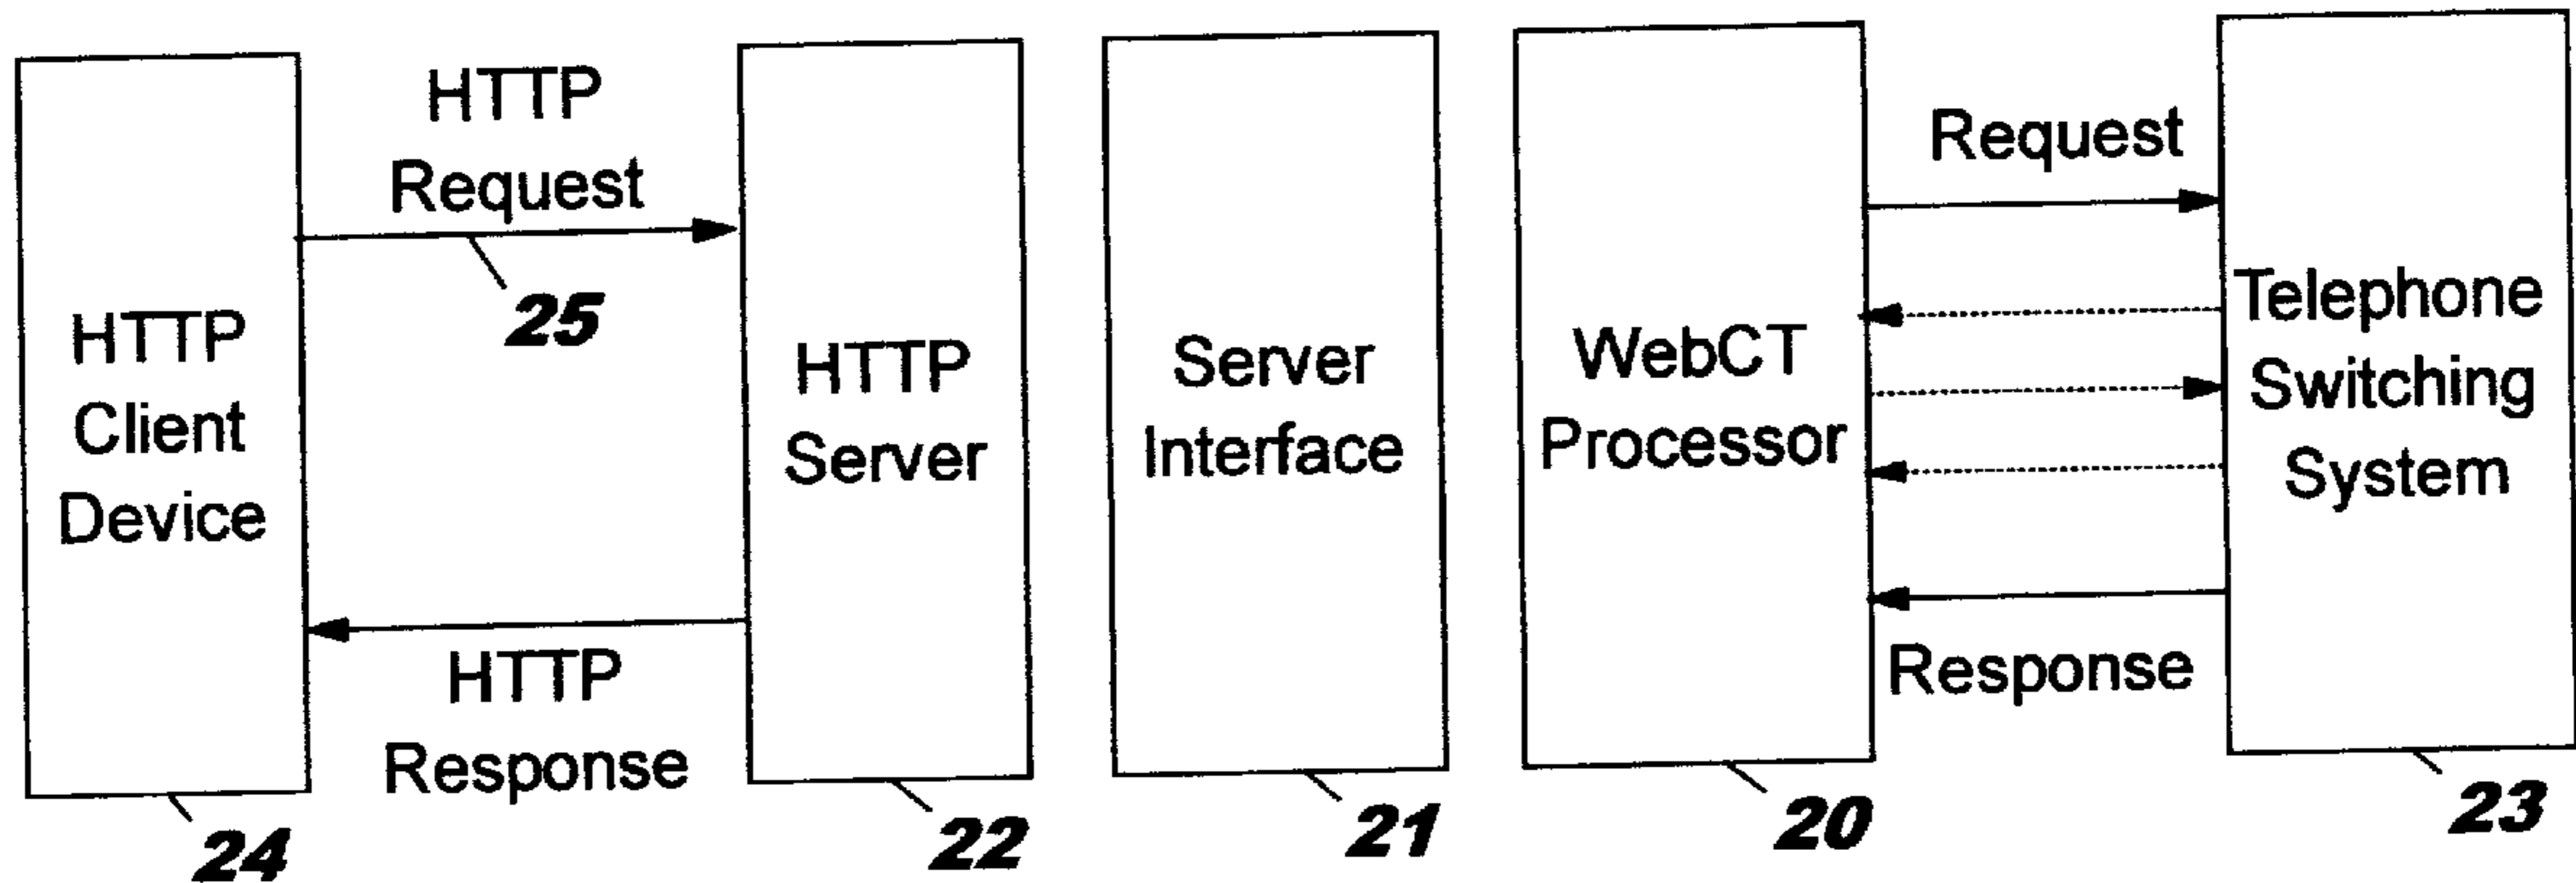 HTTP
Request
25
HTTP
Client
Device
HTTP
Response
24
HTTP
Server
22
Server
Interface
21
WebCT
Processor
20
Request
Response
Telephone
Switching
System
23